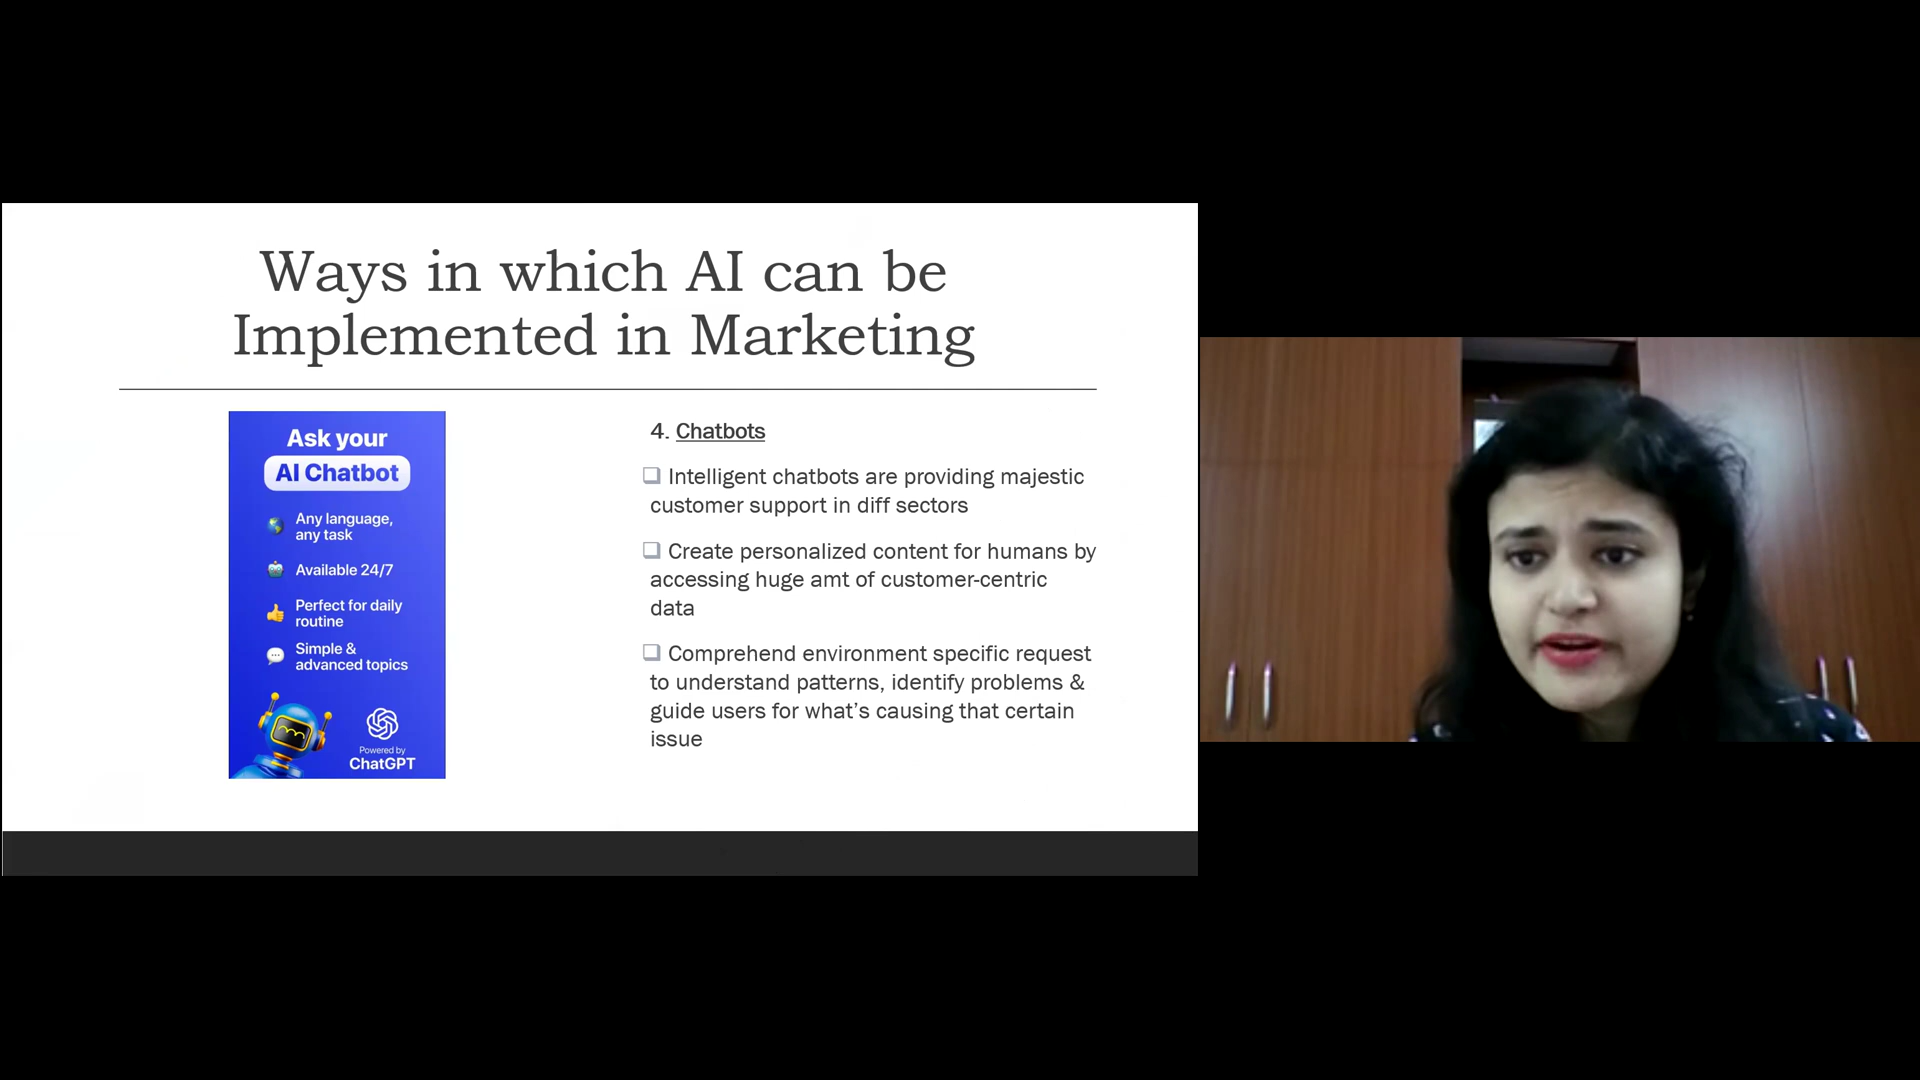 Ways in which AI can be
Implemented in Marketing
Ask your
AI Chatbot
Any language,
any task
Available 24/7
Perfect for daily
routine
Simple &
advanced topics
Powered by
ChatGPT
4. Chatbots
Intelligent chatbots are providing majestic
customer support in diff sectors
Create personalized content for humans by
accessing huge amt of customer-centric
data
Comprehend environment specific request
to understand patterns, identify problems &
guide users for what’s causing that certain
issue